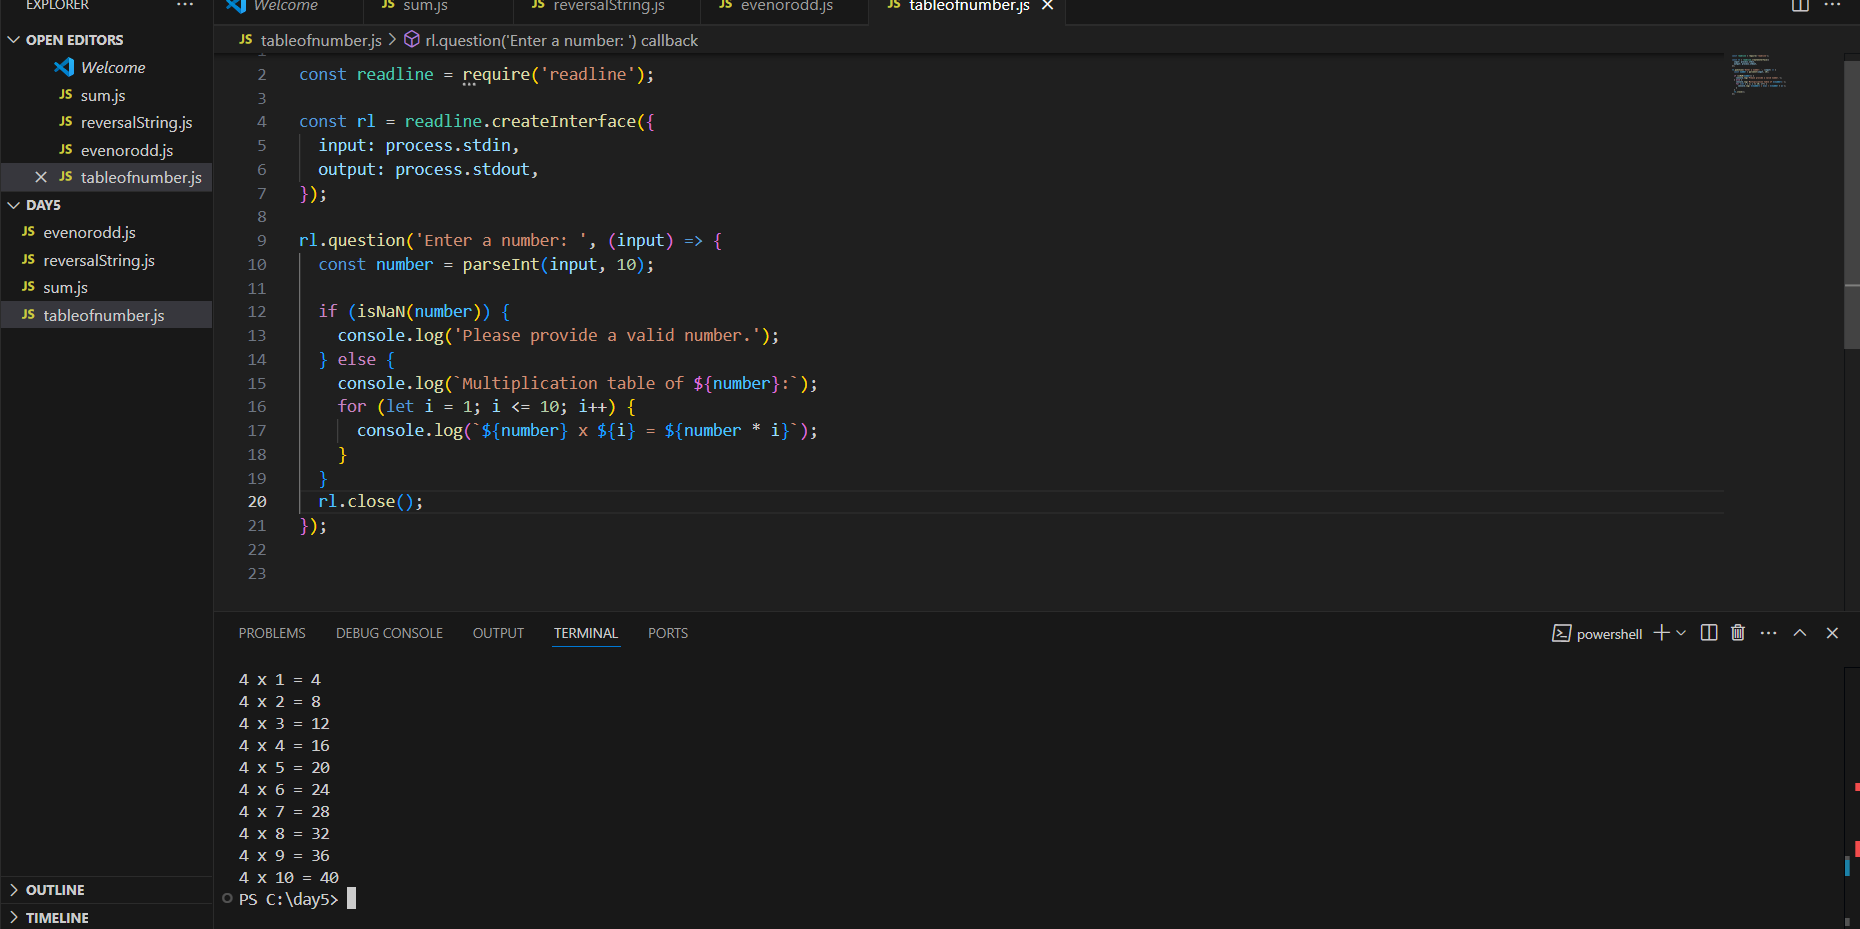 EXPLORER
···
OPEN EDITORS
Welcome
JS sum.js
JS reversalString.js
JS evenorodd.js
JS tableofnumber.js
DAY5
JS evenorodd.js
JS reversalString.js
JS sum.js
JS tableofnumber.js
OUTLINE
TIMELINE
Welcome
JS sum.js
JS reversalString.js
JS evenorodd.js
JS tableofnumber.js
JS tableofnumber.js > rl.question('Enter a number: ') callback
2 const readline = require('readline');
3
4 const rl = readline.createInterface({
5 input: process.stdin,
6 output: process.stdout,
7 });
8
9 rl.question('Enter a number: ', (input) => {
10 const number = parseInt(input, 10);
11
12 if (isNaN(number)) {
13 console.log('Please provide a valid number.');
14 } else {
15 console.log(`Multiplication table of ${number}:`);
16 for (let i = 1; i <= 10; i++) {
17 console.log(`${number} x ${i} = ${number * i}`);
18 }
19 }
20 rl.close();
21 });
22
23
PROBLEMS DEBUG CONSOLE OUTPUT TERMINAL PORTS
powershell
4 x 1 = 4
4 x 2 = 8
4 x 3 = 12
4 x 4 = 16
4 x 5 = 20
4 x 6 = 24
4 x 7 = 28
4 x 8 = 32
4 x 9 = 36
4 x 10 = 40
PS C:\day5>